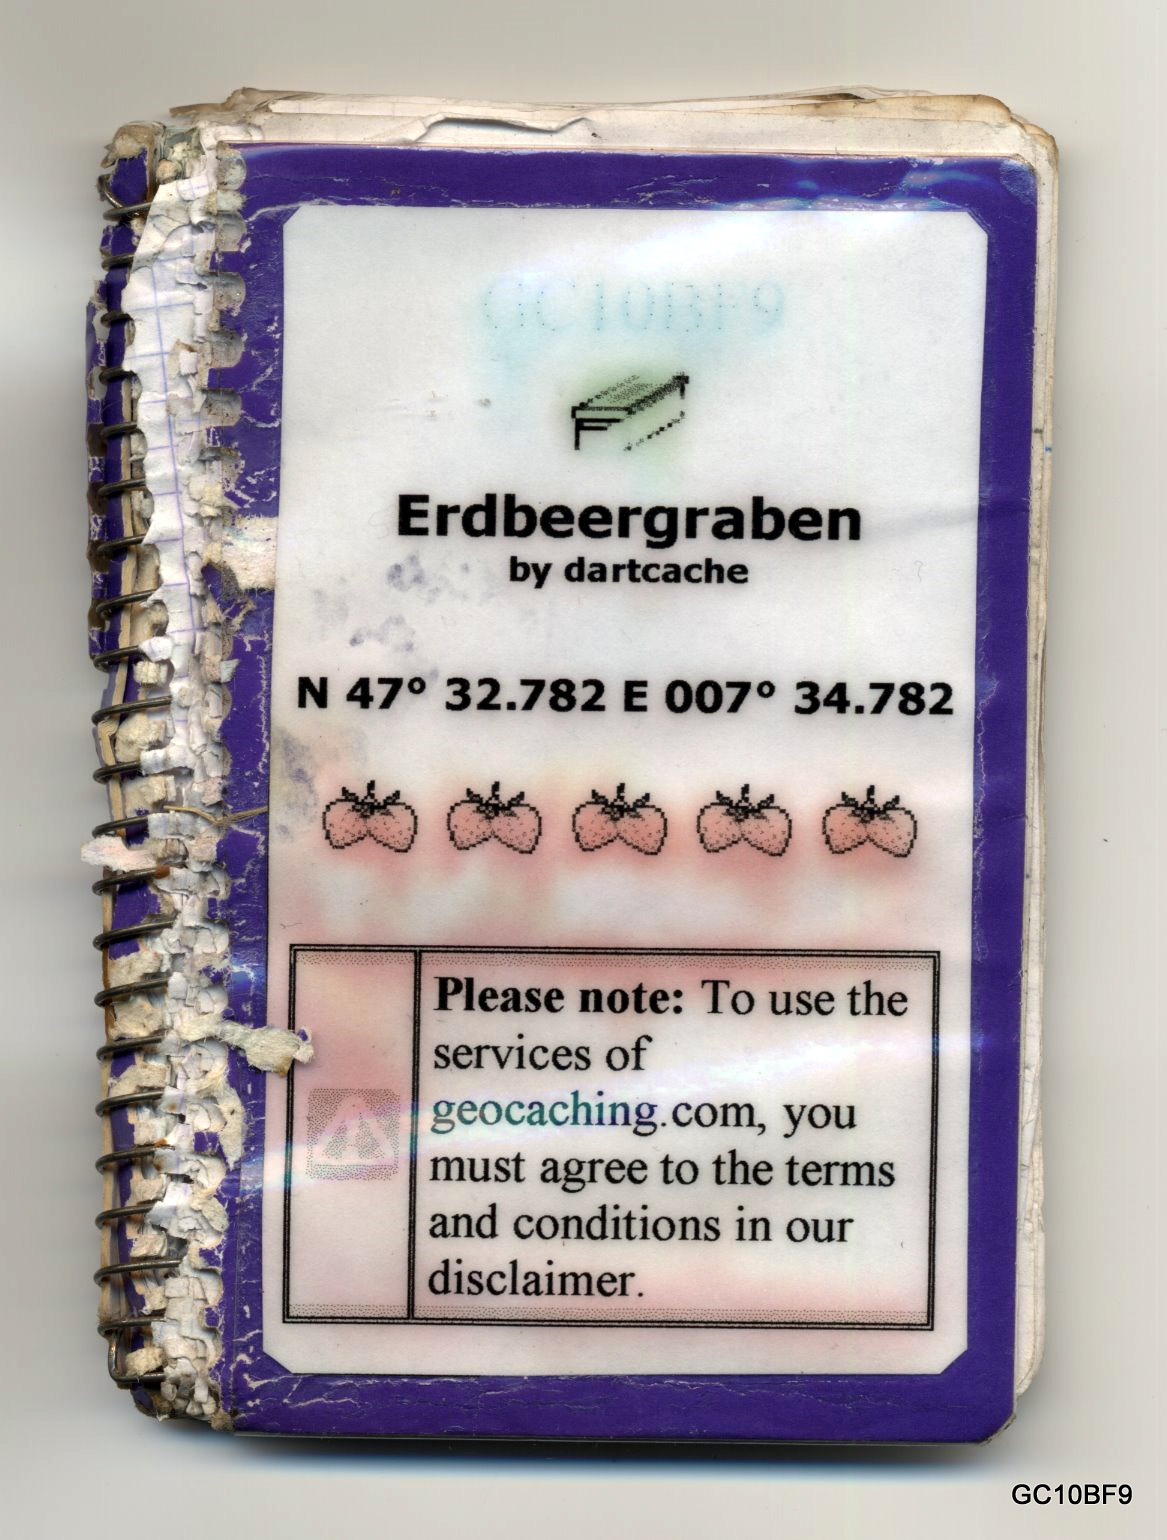 GC10BF9
Erdbeergraben
by dartcache
N 47° 32.782 E 007° 34.782
Please note: To use the
services of
geocaching.com, you
must agree to the terms
and conditions in our
disclaimer.
GC10BF9